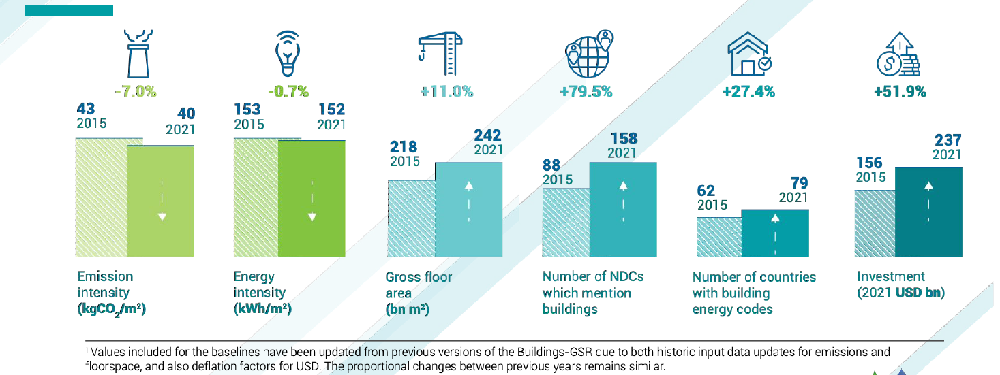 -7.0%
43
2015
40
2021
Emission
intensity
(kgCO₂/m²)
-0.7%
153
2015
152
2021
Energy
intensity
(kWh/m²)
+11.0%
218
2015
242
2021
Gross floor
area
(bn m²)
+79.5%
88
2015
158
2021
Number of NDCs
which mention
buildings
+27.4%
62
2015
79
2021
Number of countries
with building
energy codes
$
+51.9%
156
2015
237
2021
Investment
(2021 USD bn)
¹ Values included for the baselines have been updated from previous versions of the Buildings-GSR due to both historic input data updates for emissions and
floorspace, and also deflation factors for USD. The proportional changes between previous years remains similar.